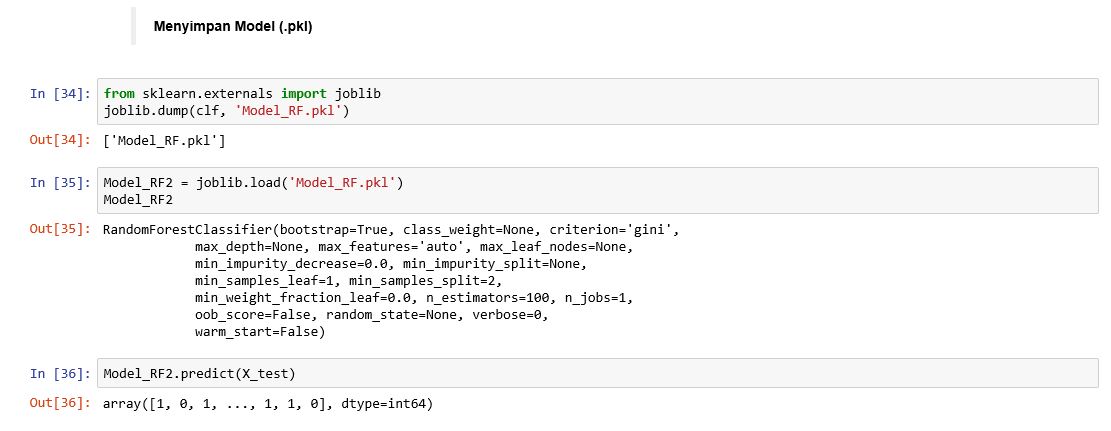 Menyimpan Model (.pkl)
In [34]: from sklearn.externals import joblib
joblib.dump(clf, 'Model_RF.pkl')
Out[34]: ['Model_RF.pkl']
In [35]: Model_RF2 = joblib.load('Model_RF.pkl')
Model_RF2
Out[35]: RandomForestClassifier(bootstrap=True, class_weight=None, criterion='gini',
max_depth=None, max_features='auto', max_leaf_nodes=None,
min_impurity_decrease=0.0, min_impurity_split=None,
min_samples_leaf=1, min_samples_split=2,
min_weight_fraction_leaf=0.0, n_estimators=100, n_jobs=1,
oob_score=False, random_state=None, verbose=0,
warm_start=False)
In [36]: Model_RF2.predict(X_test)
Out[36]: array([1, 0, 1, ..., 1, 1, 0], dtype=int64)